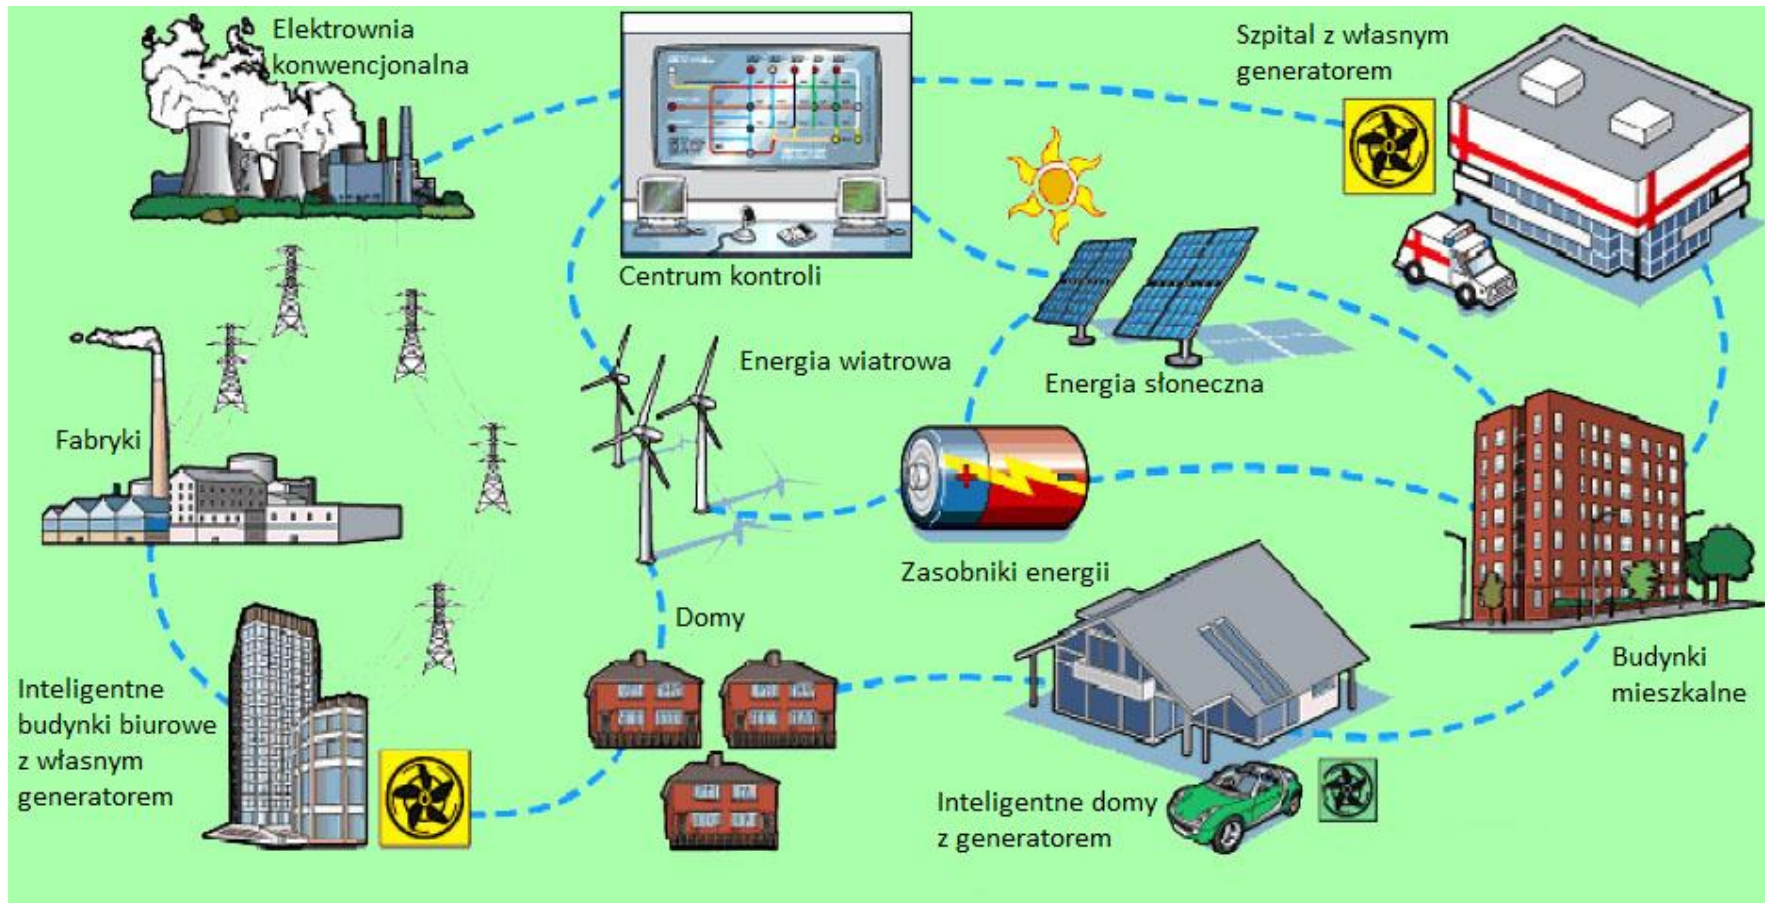 Elektrownia
konwencjonalna
Szpital z własnym
generatorem
Centrum kontroli
Energia wiatrowa
Energia słoneczna
Fabryki
Zasobniki energii
Domy
Budynki
mieszkalne
Inteligentne
budynki biurowe
z własnym
generatorem
Inteligentne domy
z generatorem